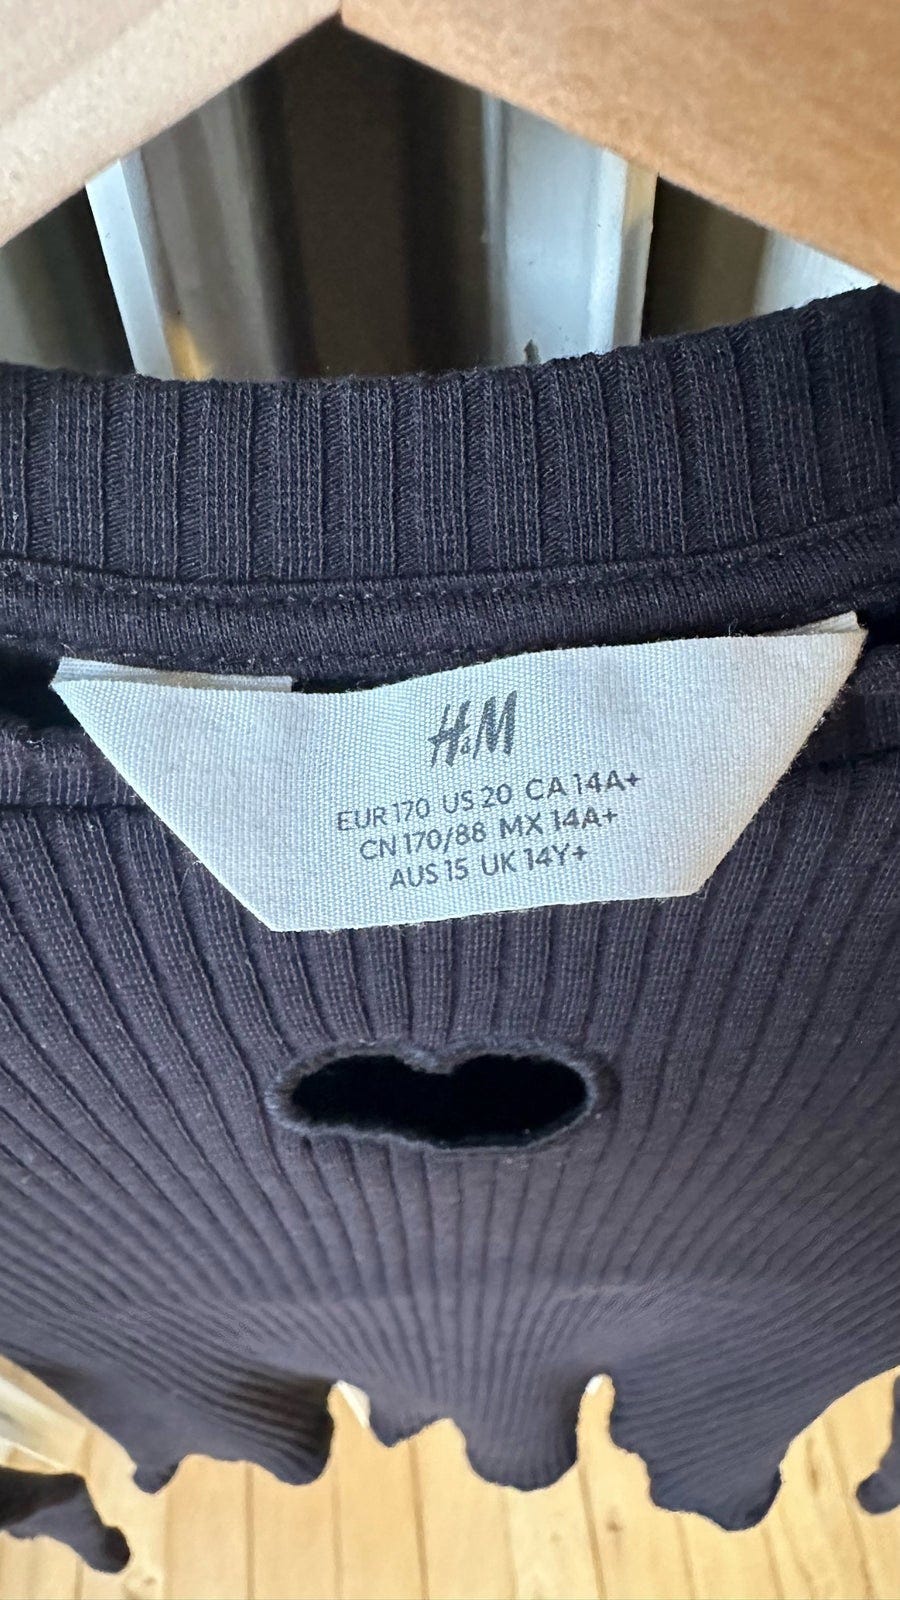 H&M
EUR 170 US 20 CA 14A+
CN 170/88 MX 14A+
AUS 15 UK 14Y+